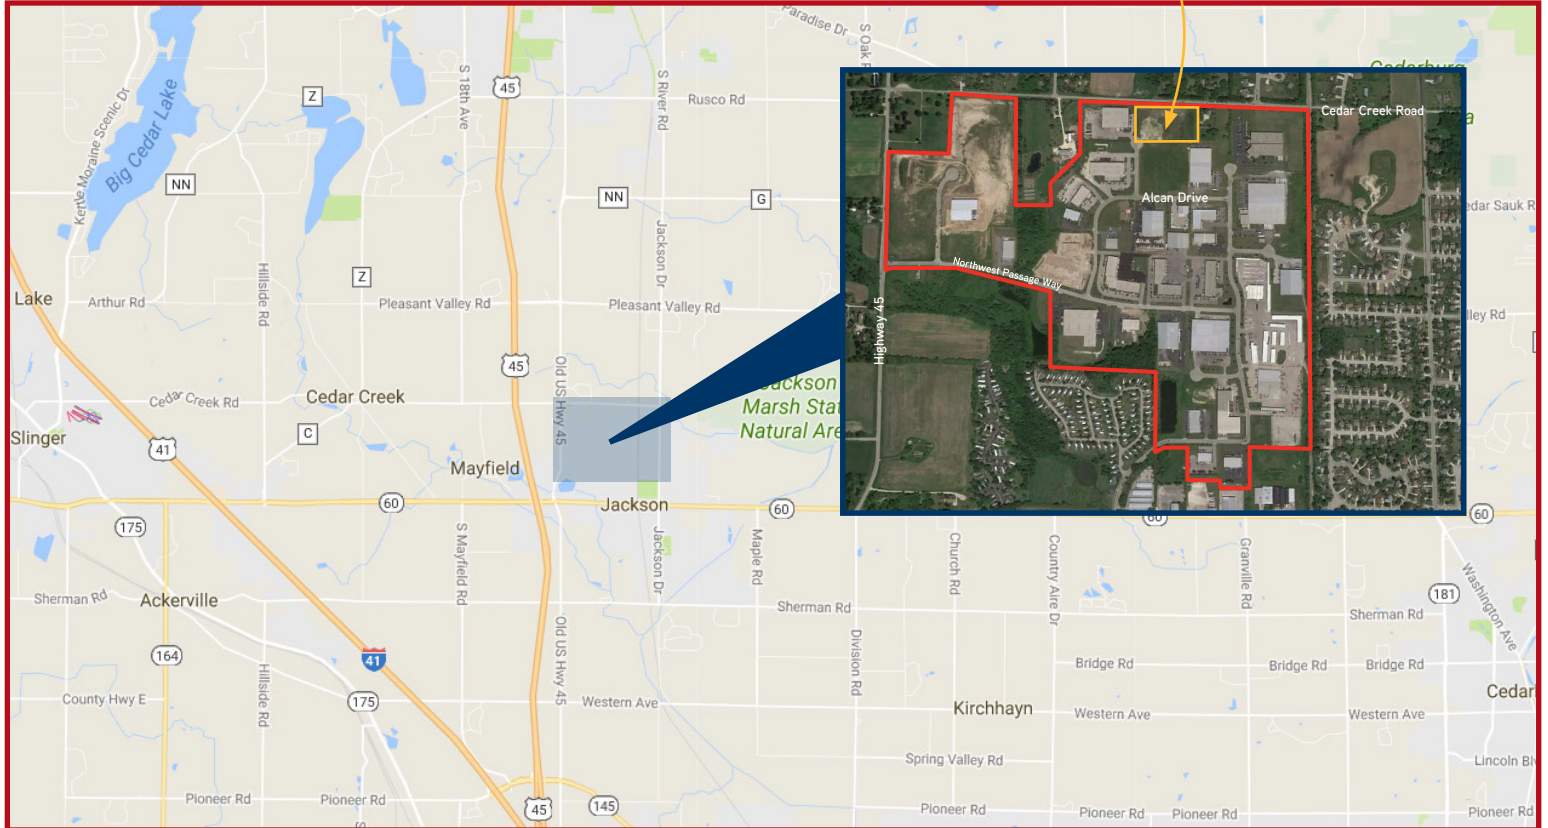 Paradise Dr
S Oak R
Cedarburg
Z
45
S 18th Ave
S River Rd
Rusco Rd
Cedar Creek Road
Kettle Moraine Scenic Dr
Big Cedar Lake
NN
NN
G
Alcan Drive
edar Sauk R
Jackson Dr
Hillside Rd
Z
Northwest Passage Way
Lake
Arthur Rd
Pleasant Valley Rd
Pleasant Valley Rd
lley Rd
Highway 45
45
Old US Hwy 45
Jackson
Marsh Stat
Natural Are
Cedar Creek Rd
Cedar Creek
C
Slinger
41
Mayfield
60
Jackson
60
60
60
175
S Mayfield Rd
Jackson Dr
Maple Rd
Church Rd
Country Aire Dr
Granville Rd
Washington Ave
181
Sherman Rd
Ackerville
Sherman Rd
Sherman Rd
164
41
Old US Hwy 45
Division Rd
Bridge Rd
Bridge Rd
Bridge Rd
Hillside Rd
County Hwy E
175
Western Ave
Kirchhayn
Western Ave
Western Ave
Cedar
Spring Valley Rd
Lincoln Bl
Pioneer Rd
Pioneer Rd
45
145
Pioneer Rd
Pioneer Rd
Pioneer Rd
Pioneer Rd
S